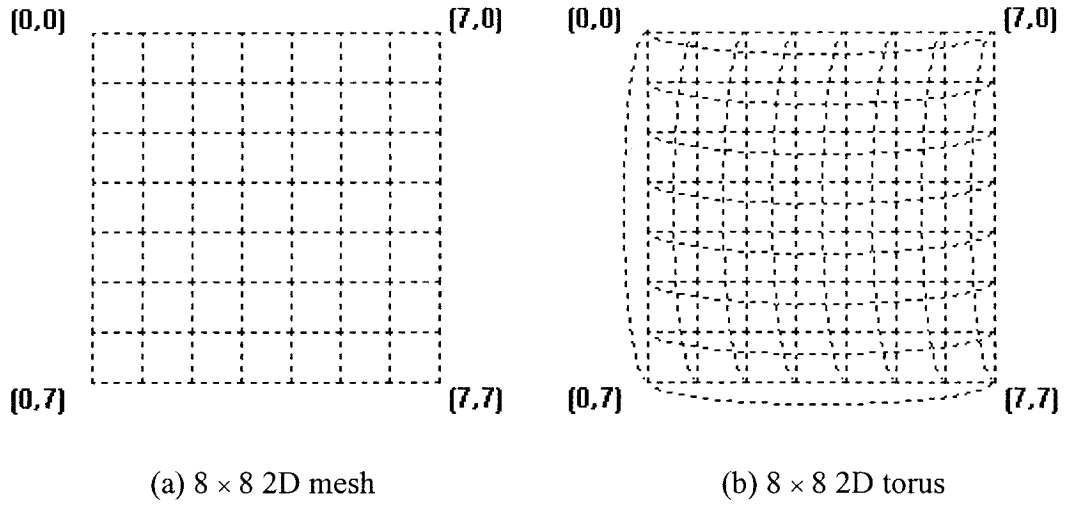 (0,0) (7,0) (0,0) (7,0)
(0,7) (7,7) (0,7) (7,7)
(a) 8 × 8 2D mesh (b) 8 × 8 2D torus